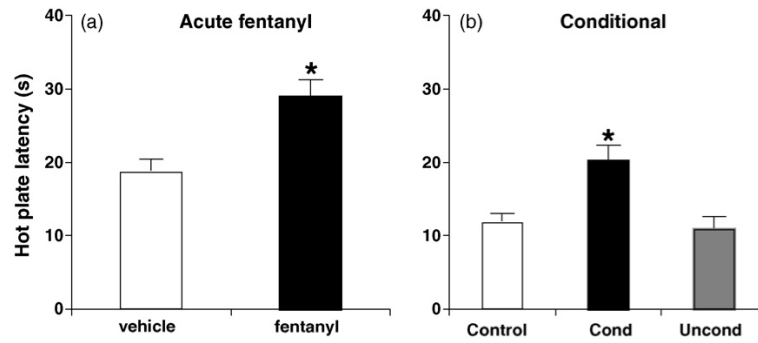 (a) Acute fentanyl
Hot plate latency (s)
40
30
20
10
0
*
vehicle fentanyl
(b) Conditional
40
30
20
10
0
*
Control Cond Uncond